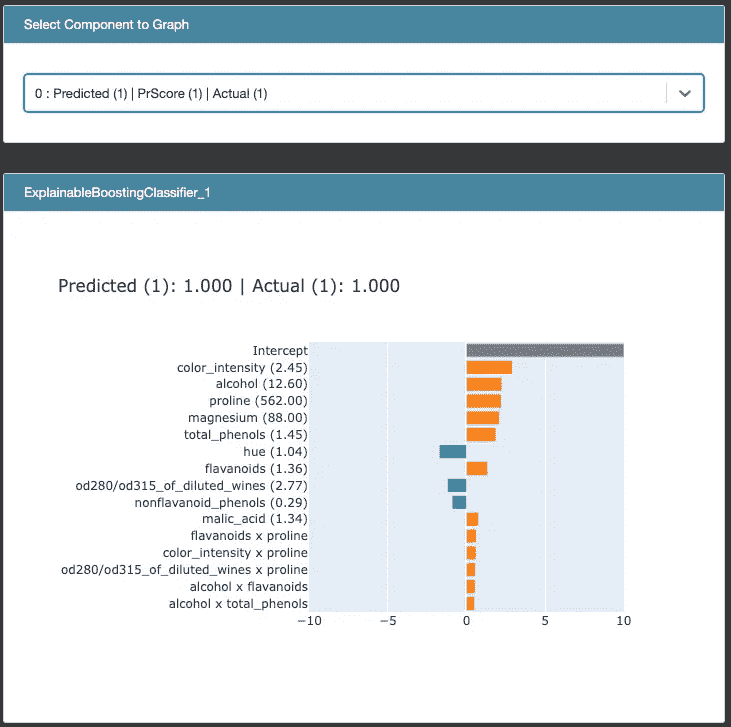 Select Component to Graph
0 : Predicted (1) | PrScore (1) | Actual (1)
ExplainableBoostingClassifier_1
Predicted (1): 1.000 | Actual (1): 1.000
Intercept
color_intensity (2.45)
alcohol (12.60)
proline (562.00)
magnesium (88.00)
total_phenols (1.45)
hue (1.04)
flavanoids (1.36)
od280/od315_of_diluted_wines (2.77)
nonflavanoid_phenols (0.29)
malic_acid (1.34)
flavanoids x proline
color_intensity x proline
od280/od315_of_diluted_wines x proline
alcohol x flavanoids
alcohol x total_phenols
−10 −5 0 5 10